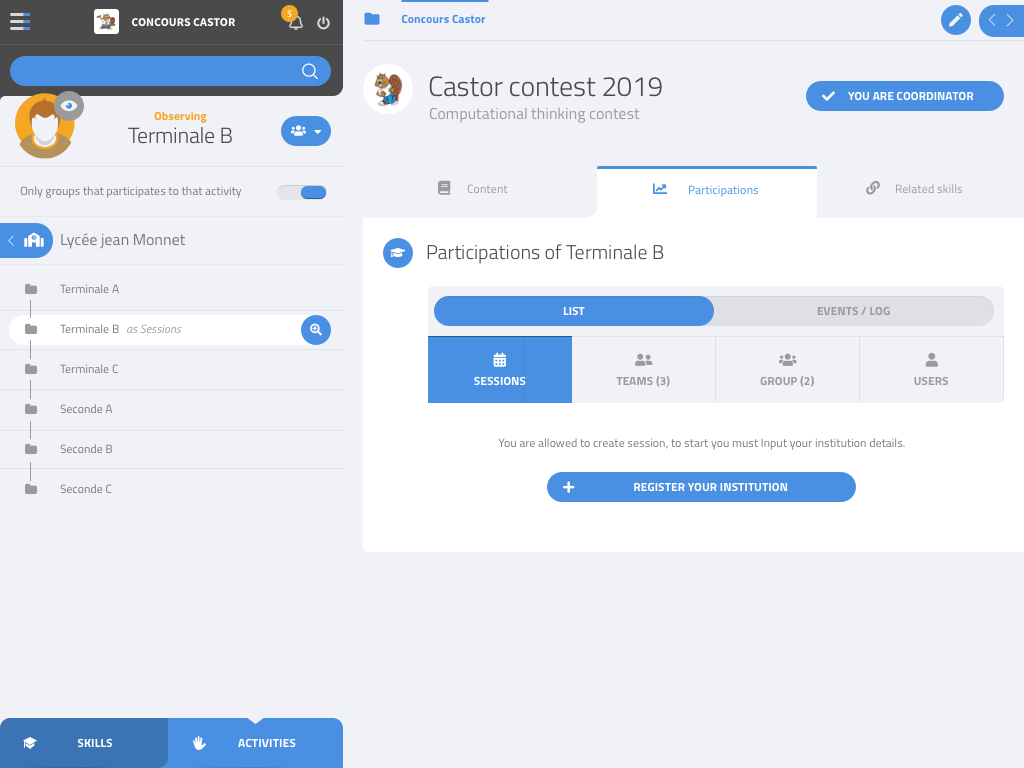 CONCOURS CASTOR
5
Observing
Terminale B
Only groups that participates to that activity
Lycée jean Monnet
Terminale A
Terminale B as Sessions
Terminale C
Seconde A
Seconde B
Seconde C
SKILLS
ACTIVITIES
Concours Castor
Castor contest 2019
Computational thinking contest
YOU ARE COORDINATOR
Content
Participations
Related skills
Participations of Terminale B
LIST
EVENTS / LOG
SESSIONS
TEAMS (3)
GROUP (2)
USERS
You are allowed to create session, to start you must Input your institution details.
REGISTER YOUR INSTITUTION